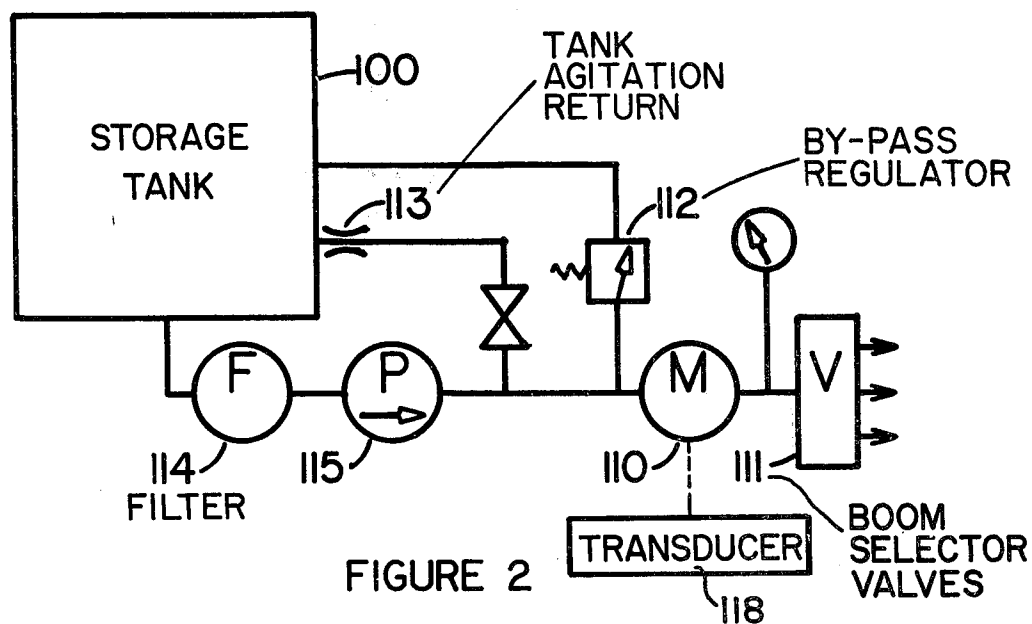 TANK
AGITATION
RETURN
100
STORAGE
TANK
BY-PASS
REGULATOR
113
112
F
P
M
V
114
FILTER
115
110
111
BOOM
SELECTOR
VALVES
TRANSDUCER
118
FIGURE 2